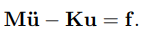 Mü − Ku = f.